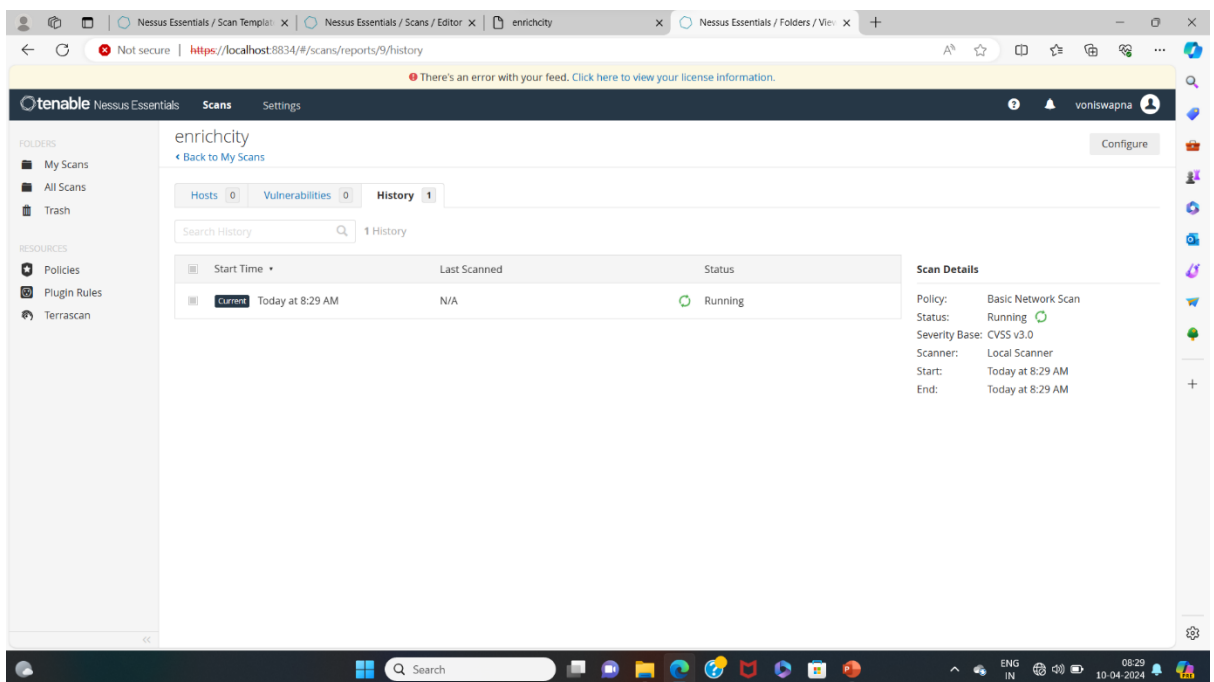 Nessus Essentials / Scan Templat
Nessus Essentials / Scans / Editor
enrichcity
Nessus Essentials / Folders / View
Not secure | https://localhost:8834/#/scans/reports/9/history
There's an error with your feed. Click here to view your license information.
tenable Nessus Essentials
Scans
Settings
voniswapna
FOLDERS
My Scans
All Scans
Trash
RESOURCES
Policies
Plugin Rules
Terrascan
enrichcity
Back to My Scans
Configure
Hosts 0
Vulnerabilities 0
History 1
Search History
1 History
Start Time
Last Scanned
Status
Current Today at 8:29 AM
N/A
Running
Scan Details
Policy: Basic Network Scan
Status: Running
Severity Base: CVSS v3.0
Scanner: Local Scanner
Start: Today at 8:29 AM
End: Today at 8:29 AM
Search
ENG
IN
08:29
10-04-2024